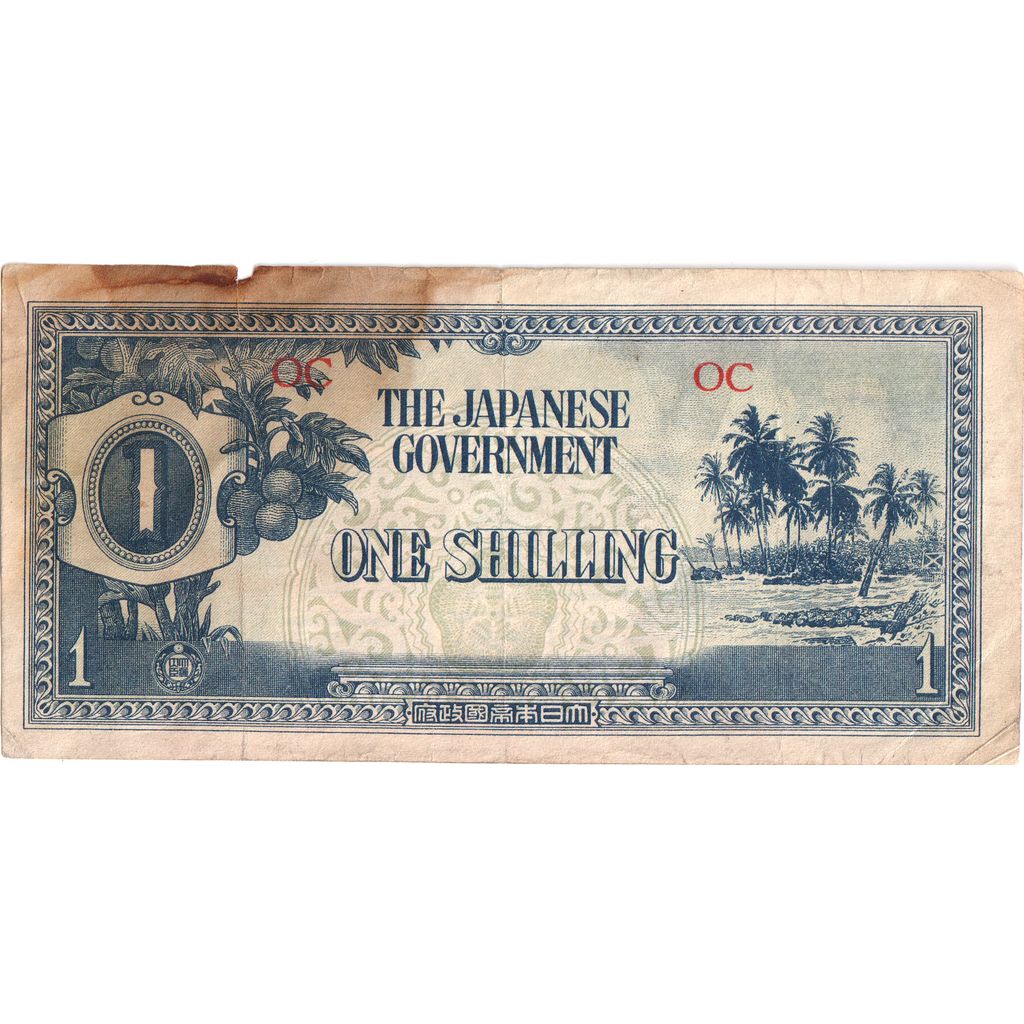 OC OC
THE JAPANESE
GOVERNMENT
1
ONE SHILLING
1 1
府政國帝本日大